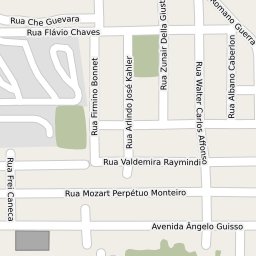 Rua Che Guevara
Rua Flávio Chaves
Rua Zunair Della Giust
Romano Guerra
Rua Firmino Bonnet
Rua Arlindo José Kahler
Rua Walter Carlos Affonso
Rua Albano Caberlon
Rua Valdemira Raymindi
Rua Frei Caneca
Rua Mozart Perpétuo Monteiro
Avenida Ângelo Guisso